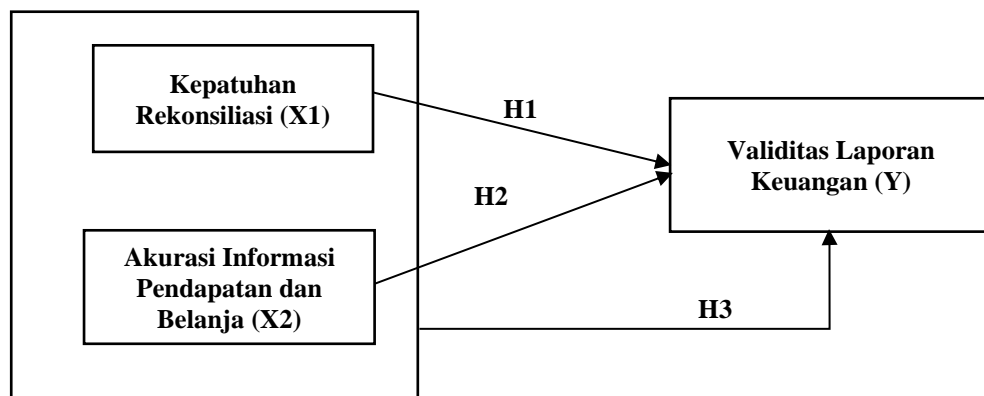 Kepatuhan
Rekonsiliasi (X1)
H1
Validitas Laporan
Keuangan (Y)
H2
Akurasi Informasi
Pendapatan dan
Belanja (X2)
H3